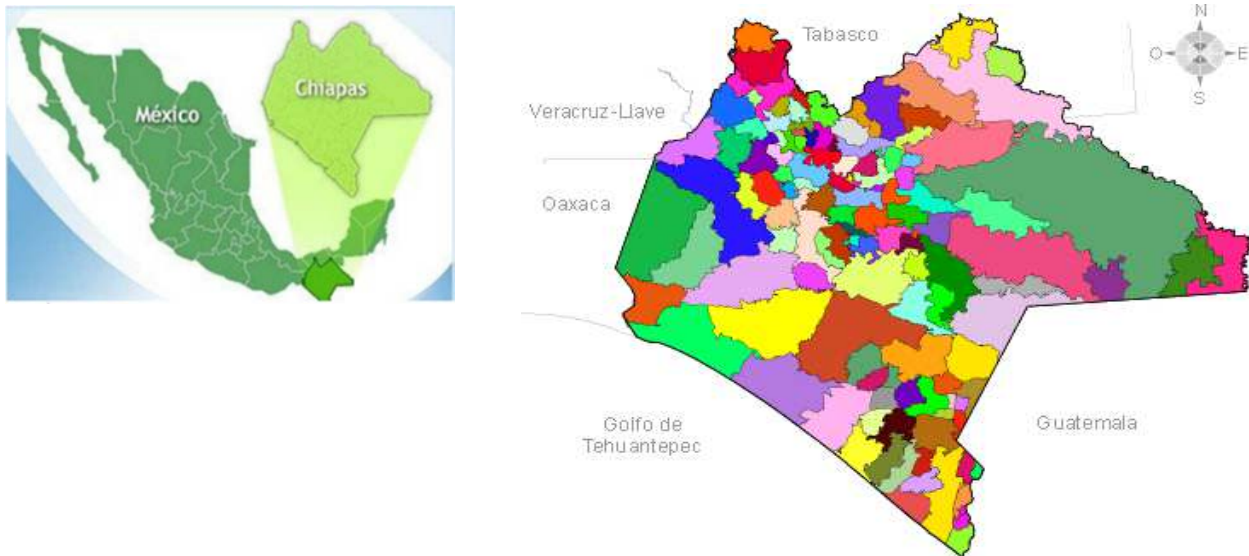 México
Chiapas
Tabasco
Veracruz-Llave
Oaxaca
Golfo de
Tehuantepec
Guatemala
N
O
E
S